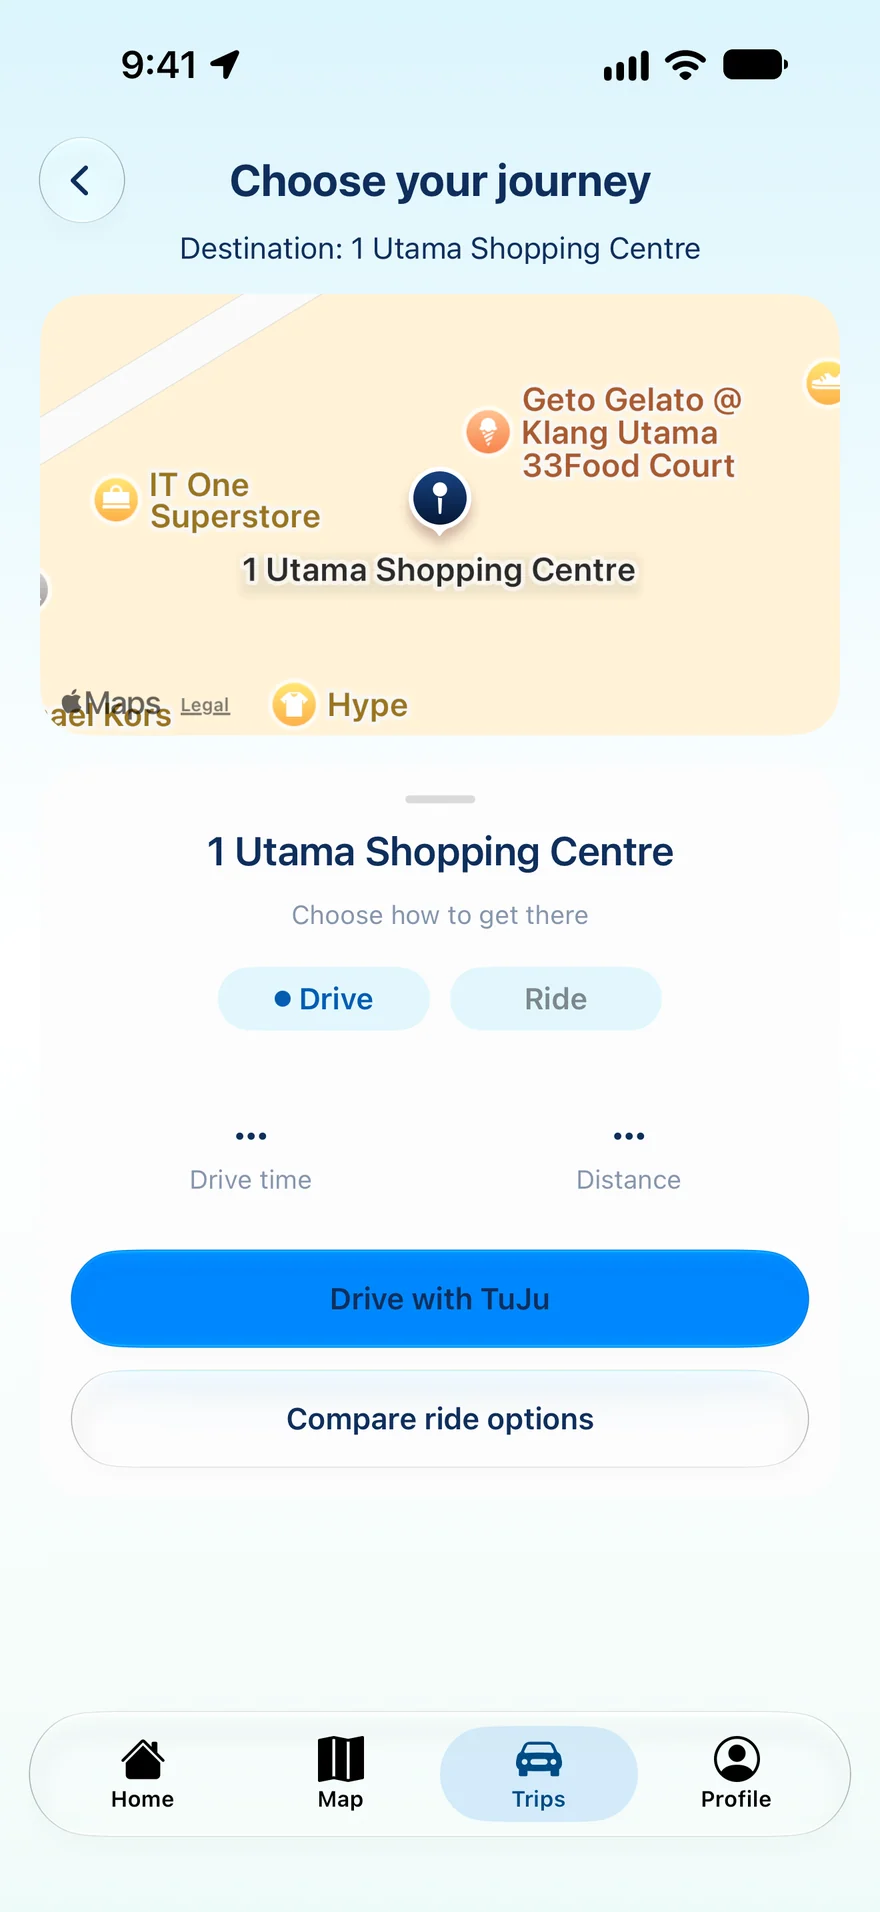 9:41
Choose your journey
Destination: 1 Utama Shopping Centre
Geto Gelato @
Klang Utama
33Food Court
IT One
Superstore
1 Utama Shopping Centre
Maps
Legal
ael Kors
Hype
1 Utama Shopping Centre
Choose how to get there
Drive
Ride
•••
•••
Drive time
Distance
Drive with TuJu
Compare ride options
Home
Map
Trips
Profile